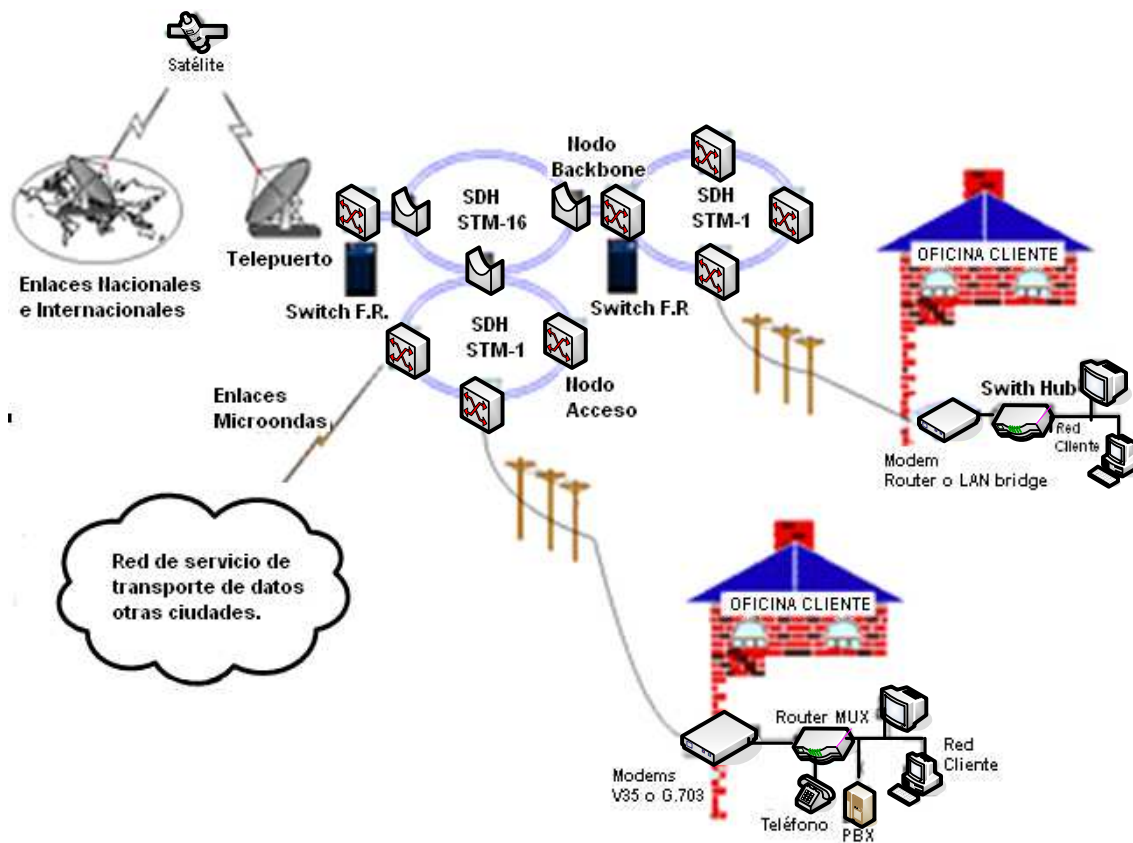 Satélite
Nodo
Backbone
SDH
STM-16
SDH
STM-1
Telepuerto
Enlaces Nacionales
e Internacionales
Switch F.R.
Switch F.R
OFICINA CLIENTE
SDH
STM-1
Nodo
Acceso
Enlaces
Microondas
Swith Hub
Red
Cliente
Modem
Router o LAN bridge
Red de servicio de
transporte de datos
otras ciudades.
OFICINA CLIENTE
Router MUX
Red
Cliente
Modems
V35 o G.703
Teléfono
PBX